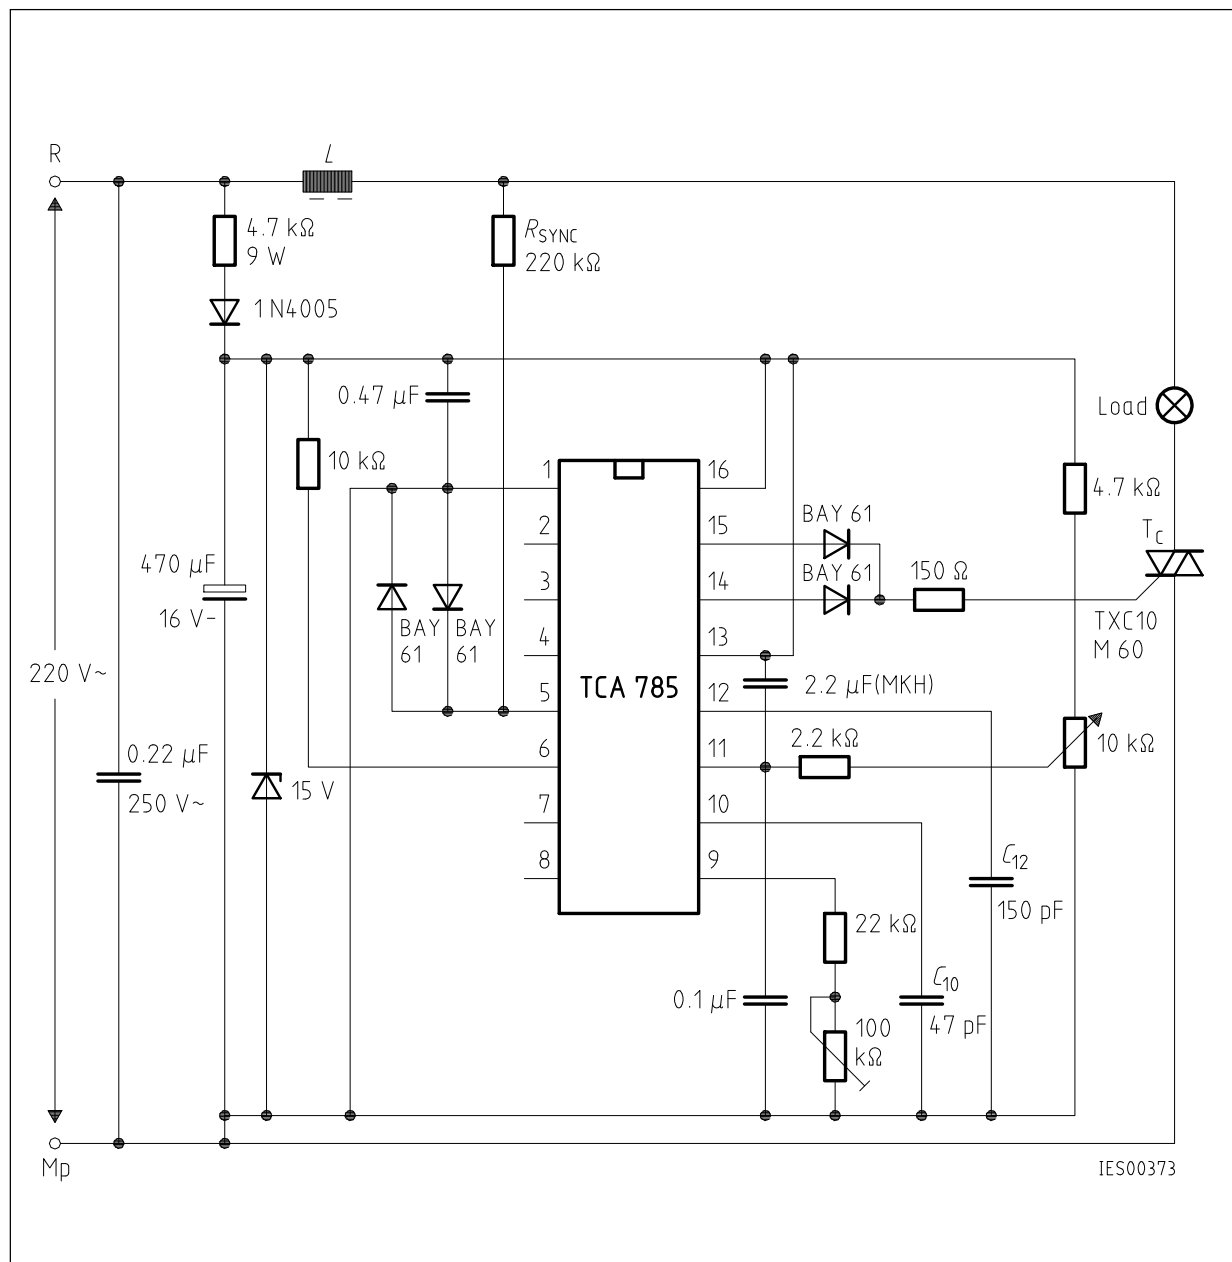 R
L
4.7 kΩ
9 W
R SYNC
220 kΩ
1N4005
0.47 µF
Load
10 kΩ
1
16
4.7 kΩ
2
15
BAY 61
T C
470 µF
16 V-
3
14
BAY 61
150 Ω
BAY
61
BAY
61
4
13
TXC10
M 60
220 V~
TCA 785
2.2 µF(MKH)
5
12
0.22 µF
250 V~
2.2 kΩ
10 kΩ
6
11
15 V
7
10
8
9
C12
150 pF
22 kΩ
0.1 µF
C10
47 pF
100
kΩ
Mp
IES00373